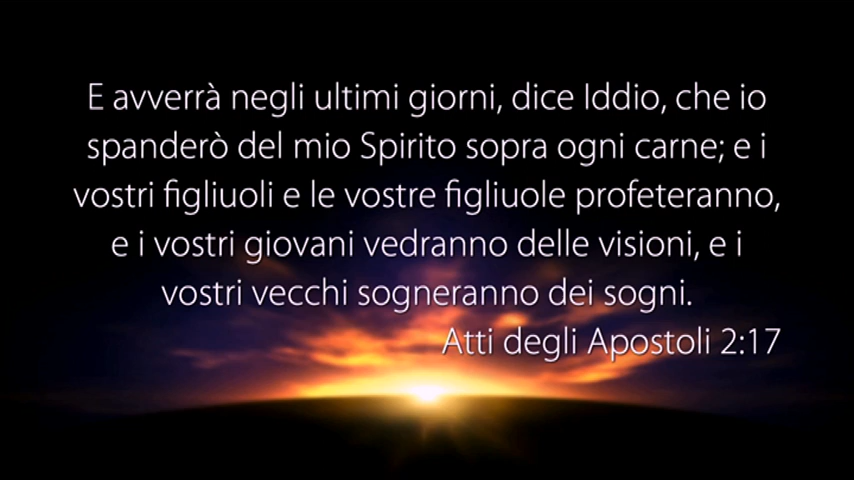 E avverrà negli ultimi giorni, dice Iddio, che io
spanderò del mio Spirito sopra ogni carne; e i
vostri figliuoli e le vostre figliuole profeteranno,
e i vostri giovani vedranno delle visioni, e i
vostri vecchi sogneranno dei sogni.
Atti degli Apostoli 2:17